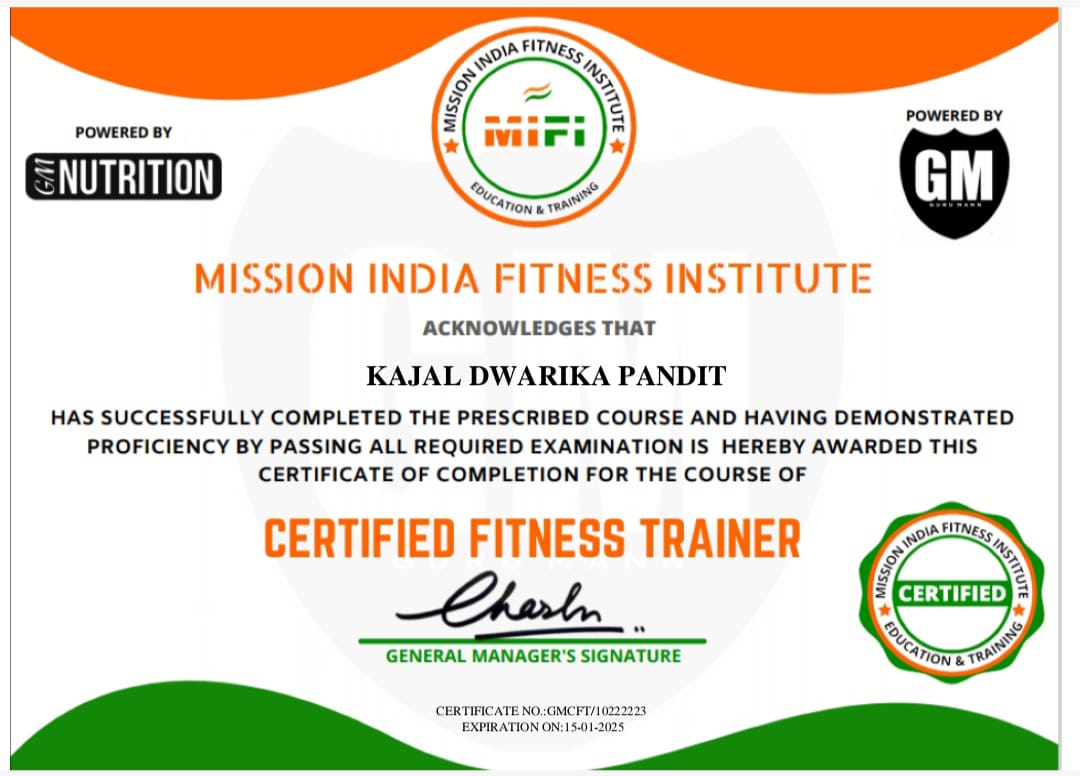 MISSION INDIA FITNESS INSTITUTE
MiFi
EDUCATION & TRAINING
POWERED BY
GM NUTRITION
POWERED BY
GM
GURU MANN
MISSION INDIA FITNESS INSTITUTE
ACKNOWLEDGES THAT
KAJAL DWARIKA PANDIT
HAS SUCCESSFULLY COMPLETED THE PRESCRIBED COURSE AND HAVING DEMONSTRATED
PROFICIENCY BY PASSING ALL REQUIRED EXAMINATION IS HEREBY AWARDED THIS
CERTIFICATE OF COMPLETION FOR THE COURSE OF
CERTIFIED FITNESS TRAINER
GM
GURU MANN
GENERAL MANAGER'S SIGNATURE
MISSION INDIA FITNESS INSTITUTE
CERTIFIED
EDUCATION & TRAINING
CERTIFICATE NO.:GMCFT/10222223
EXPIRATION ON:15-01-2025